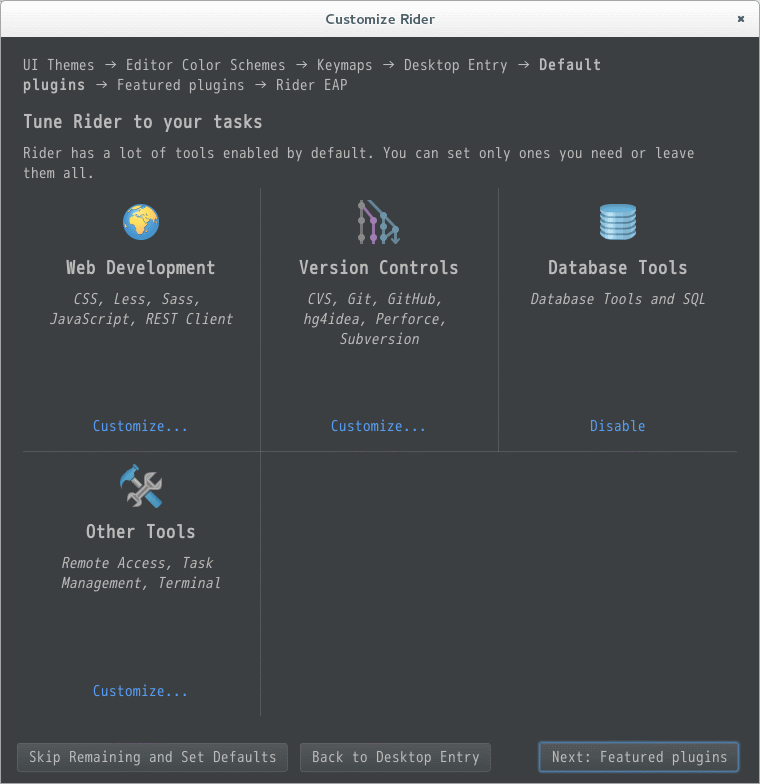 Customize Rider
UI Themes → Editor Color Schemes → Keymaps → Desktop Entry → Default
plugins → Featured plugins → Rider EAP
Tune Rider to your tasks
Rider has a lot of tools enabled by default. You can set only ones you need or leave
them all.
Web Development
CSS, Less, Sass,
JavaScript, REST Client
Customize...
Version Controls
CVS, Git, GitHub,
hg4idea, Perforce,
Subversion
Customize...
Database Tools
Database Tools and SQL
Disable
Other Tools
Remote Access, Task
Management, Terminal
Customize...
Skip Remaining and Set Defaults
Back to Desktop Entry
Next: Featured plugins